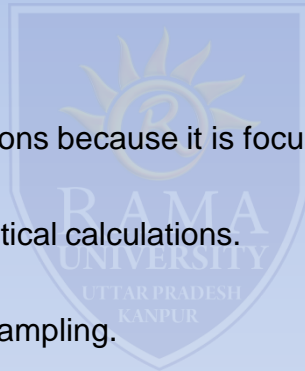 ons because it is focu
RAMA
tical calculations.
UNIVERSITY
UTTAR PRADESH
KANPUR
ampling.